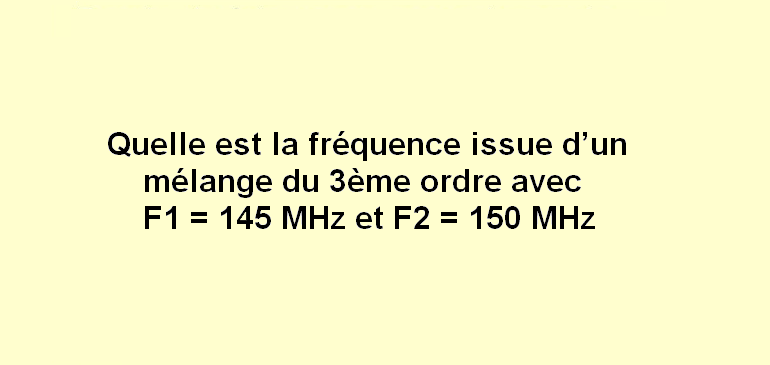 Quelle est la fréquence issue d’un
mélange du 3ème ordre avec
F1 = 145 MHz et F2 = 150 MHz